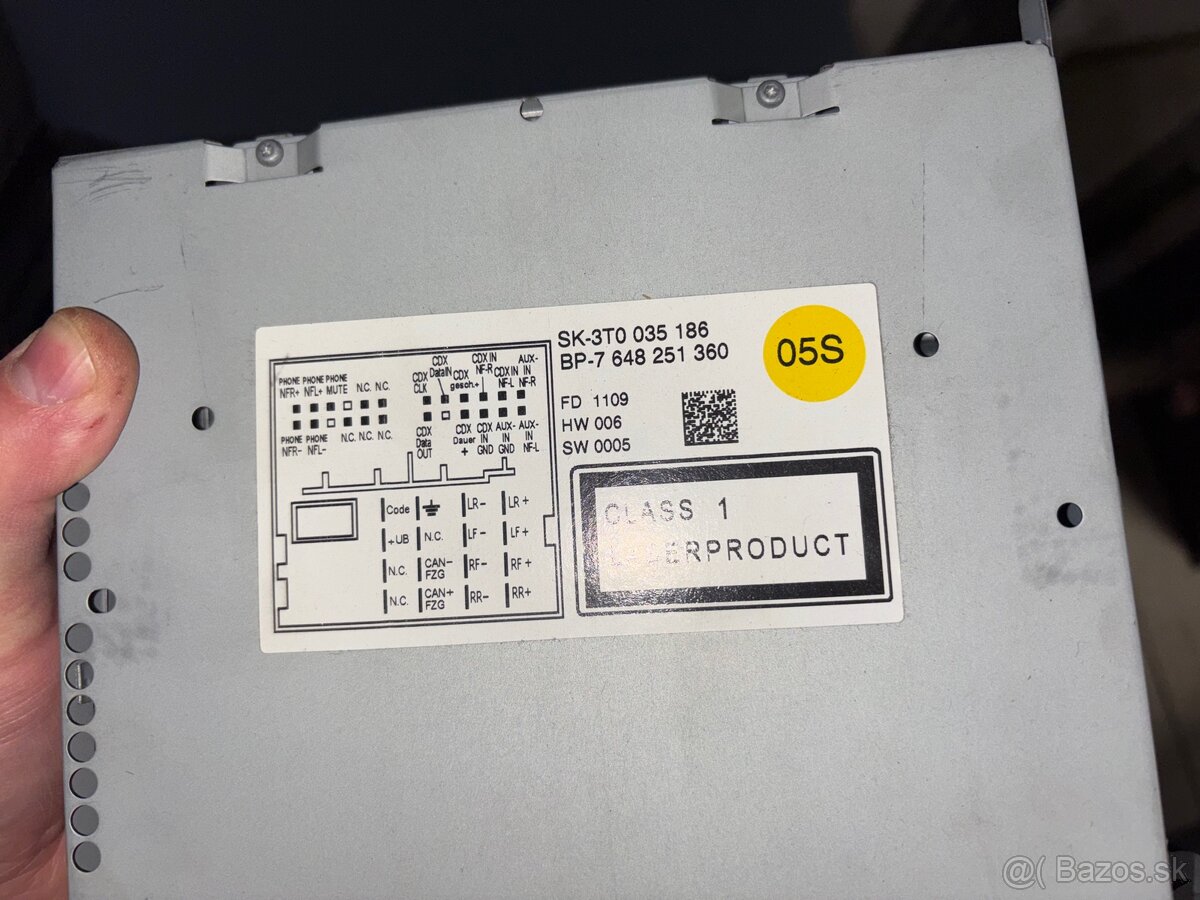 SK-3T0 035 186
BP-7 648 251 360
05S
FD 1109
HW 006
SW 0005
CLASS 1
LASERPRODUCT
PHONE PHONE PHONE
NFR+ NFL+ MUTE N.C. N.C.
CDX CLK
CDX DataIN
CDX gesch.+
CDX IN NF-R
CDX IN NF-L
AUX- IN NF-R
PHONE PHONE
NFR- NFL- N.C. N.C. N.C.
CDX Data OUT
CDX Dauer +
CDX IN GND
AUX- IN GND
AUX- IN NF-L
Code LR- LR+
+UB N.C. LF- LF+
N.C. CAN- FZG RF- RF+
N.C. CAN+ FZG RR- RR+
@( Bazos.sk